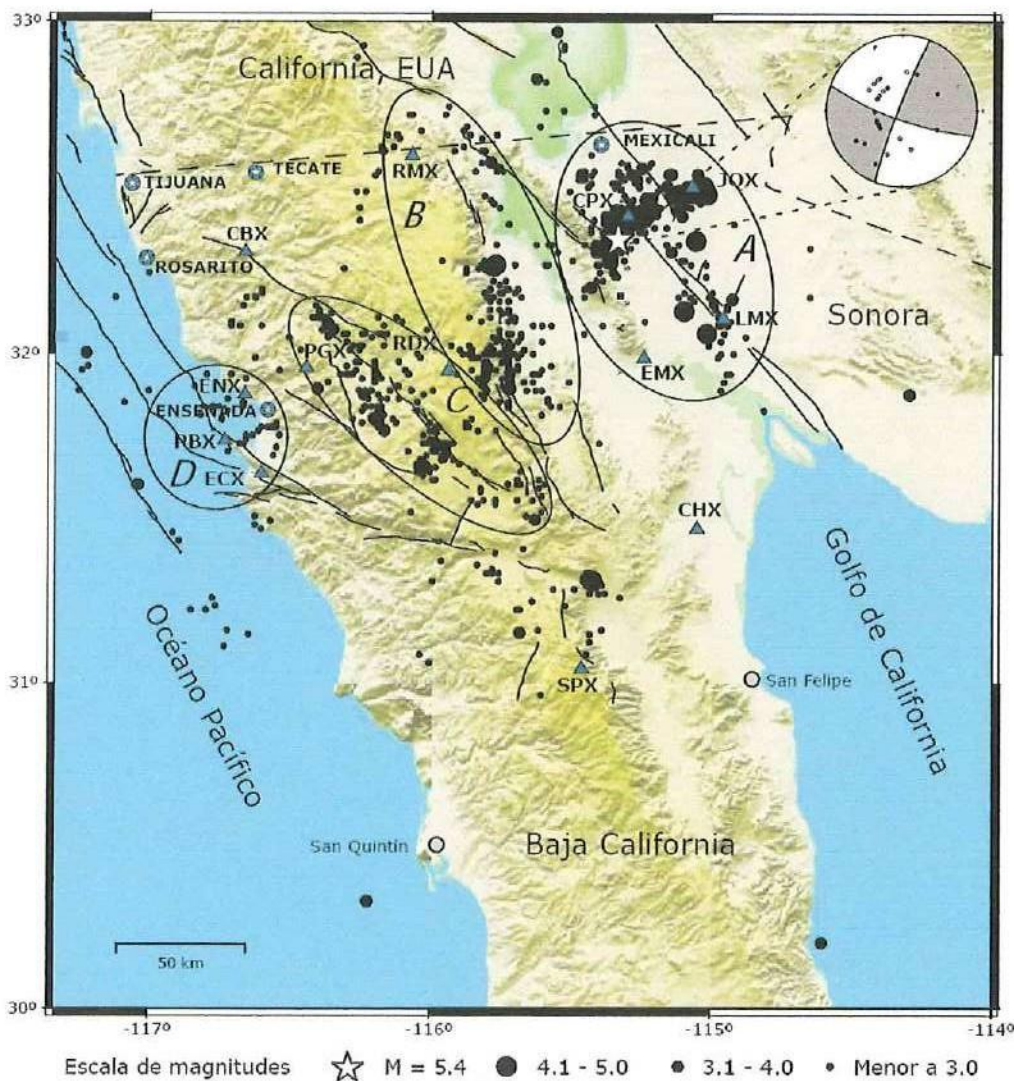 33°
California, EUA
MEXICALI
TECATE
TIJUANA
RMX
JQX
CPX
B
CBX
A
ROSARITO
LMX
Sonora
32°
PGX
RDX
EMX
ENX
C
ENSENADA
PBX
D
ECX
CHX
Golfo de California
Océano Pacífico
31°
SPX
San Felipe
San Quintín
Baja California
50 km
30°
-117°
-116°
-115°
-114°
Escala de magnitudes
M = 5.4
4.1 - 5.0
3.1 - 4.0
Menor a 3.0